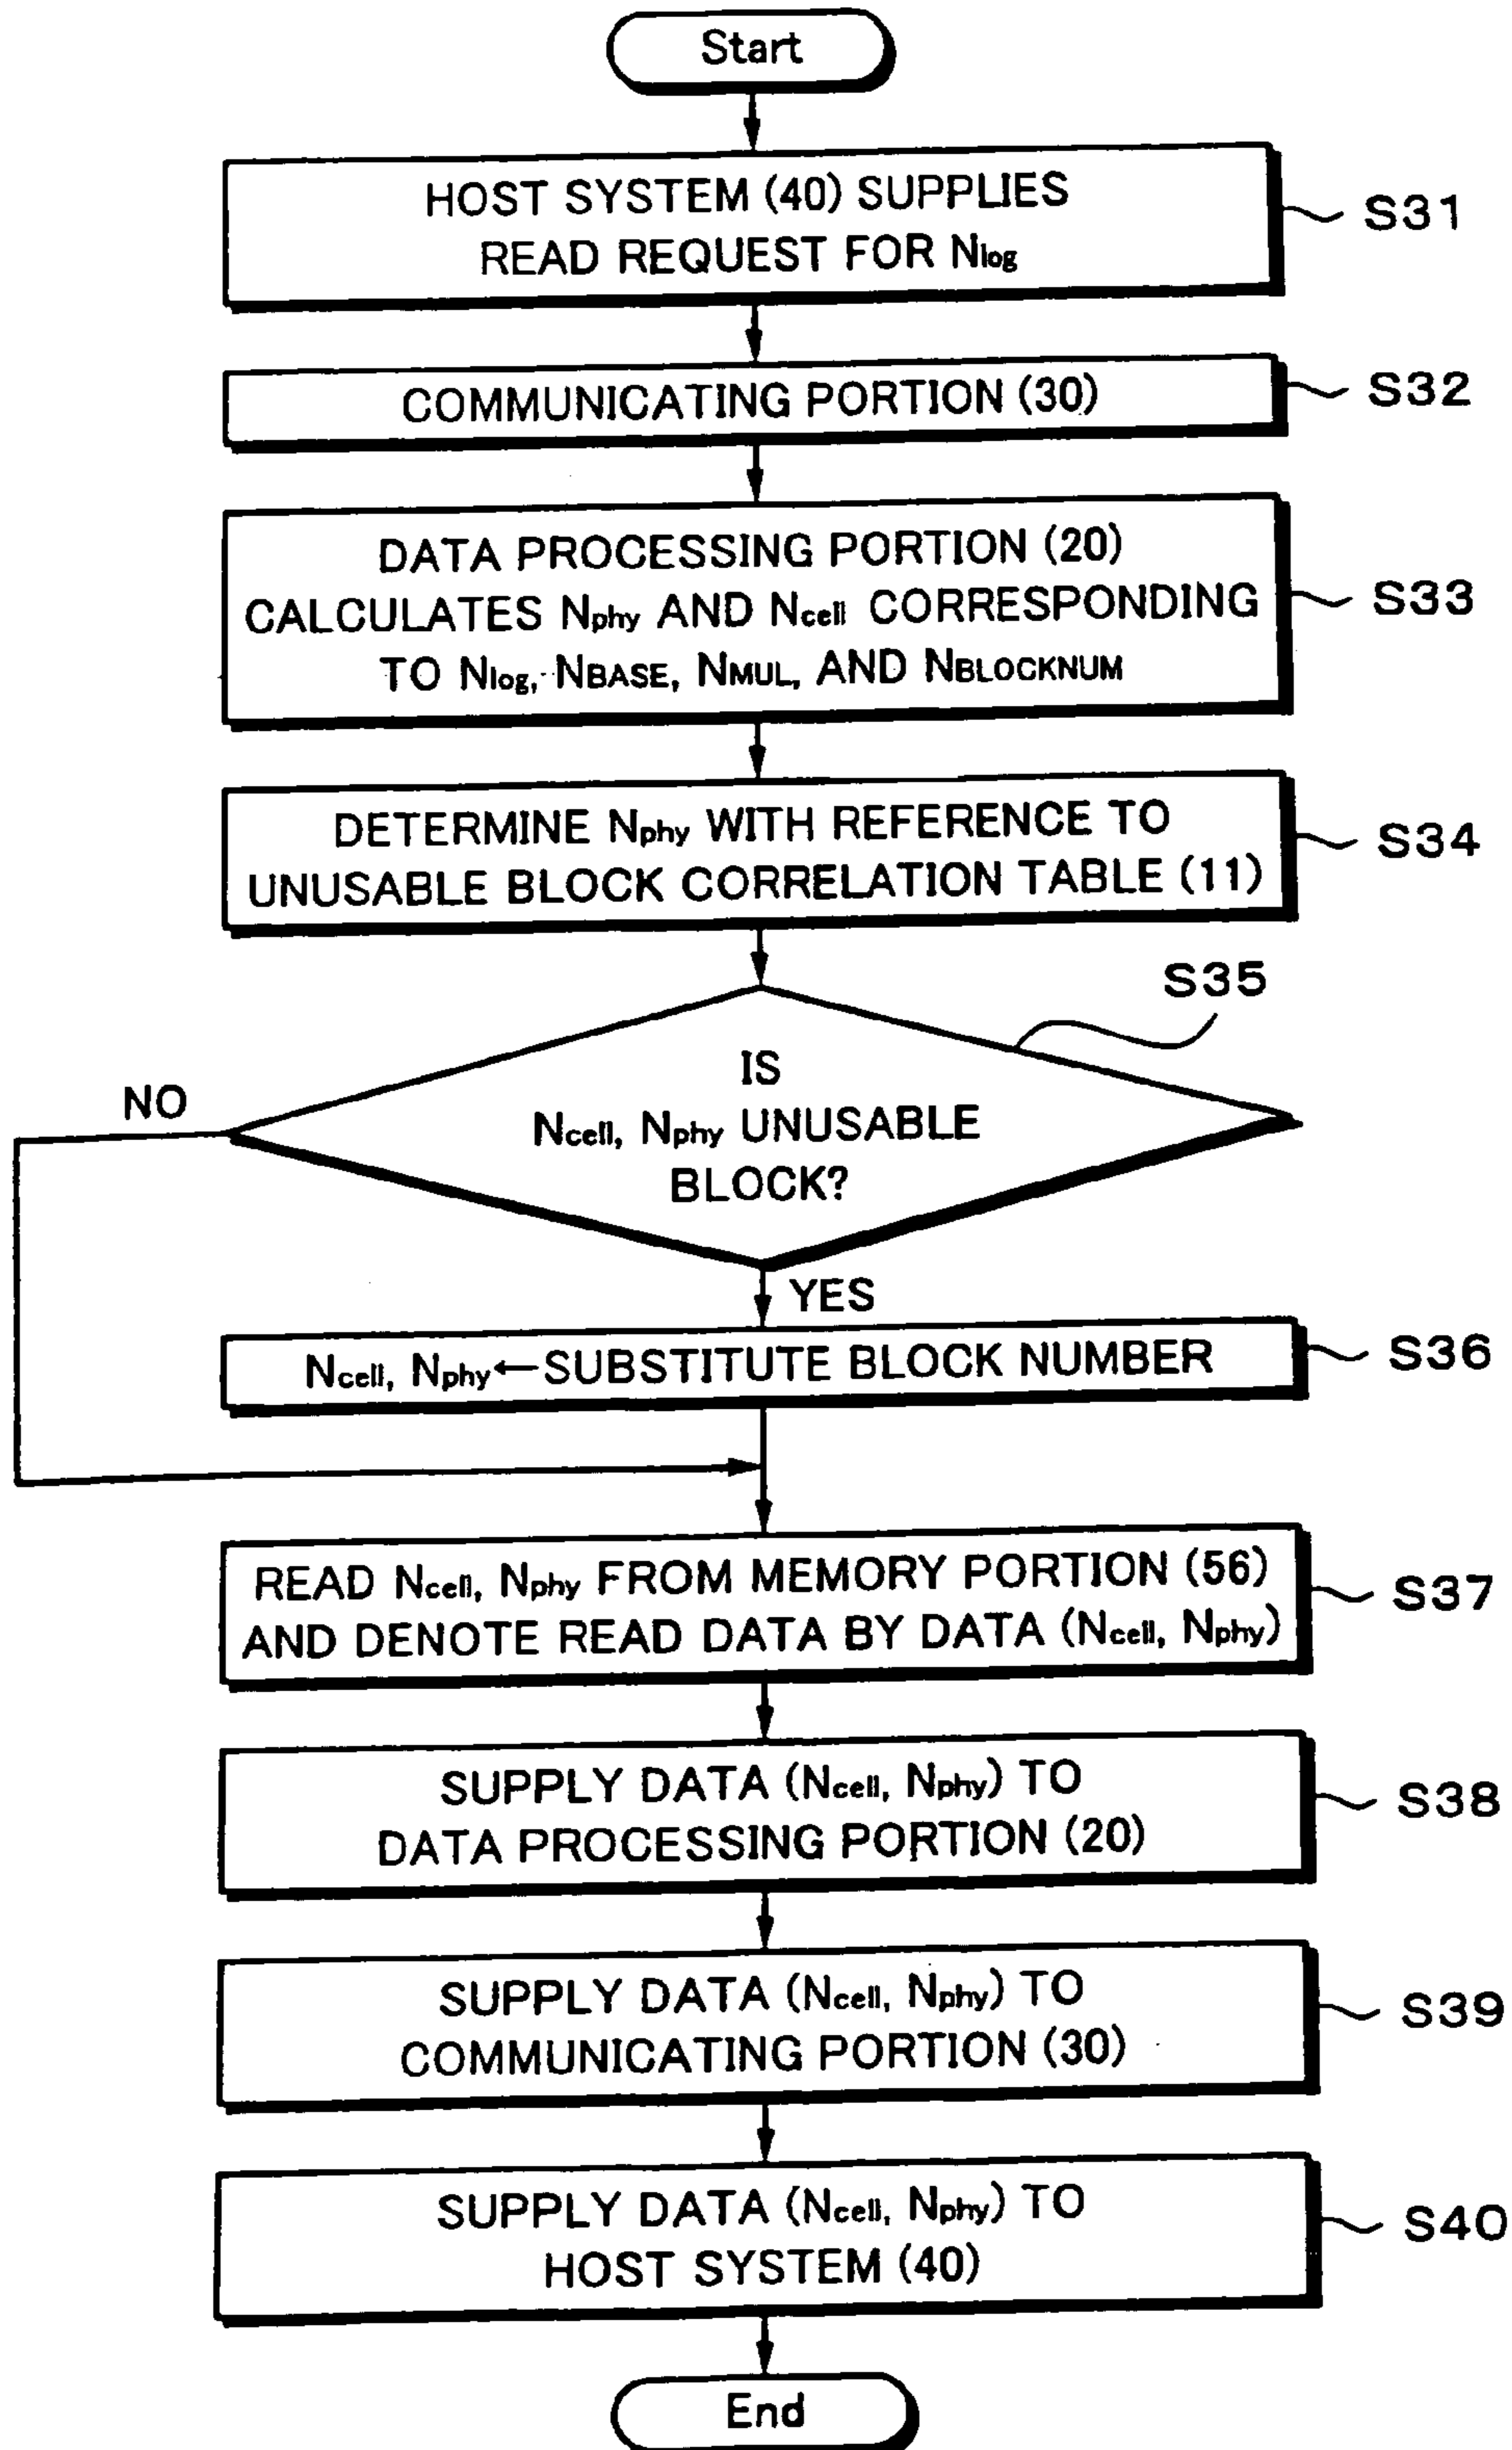 Start
HOST SYSTEM (40) SUPPLIES
READ REQUEST FOR Nlog
S31
COMMUNICATING PORTION (30)
S32
DATA PROCESSING PORTION (20)
CALCULATES Nphy AND Ncell CORRESPONDING
TO Nlog, NBASE, NMUL, AND NBLOCKNUM
S33
DETERMINE Nphy WITH REFERENCE TO
UNUSABLE BLOCK CORRELATION TABLE (11)
S34
S35
IS
Ncell, Nphy UNUSABLE
BLOCK?
NO
YES
Ncell, Nphy←SUBSTITUTE BLOCK NUMBER
S36
READ Ncell, Nphy FROM MEMORY PORTION (56)
AND DENOTE READ DATA BY DATA (Ncell, Nphy)
S37
SUPPLY DATA (Ncell, Nphy) TO
DATA PROCESSING PORTION (20)
S38
SUPPLY DATA (Ncell, Nphy) TO
COMMUNICATING PORTION (30)
S39
SUPPLY DATA (Ncell, Nphy) TO
HOST SYSTEM (40)
S40
End